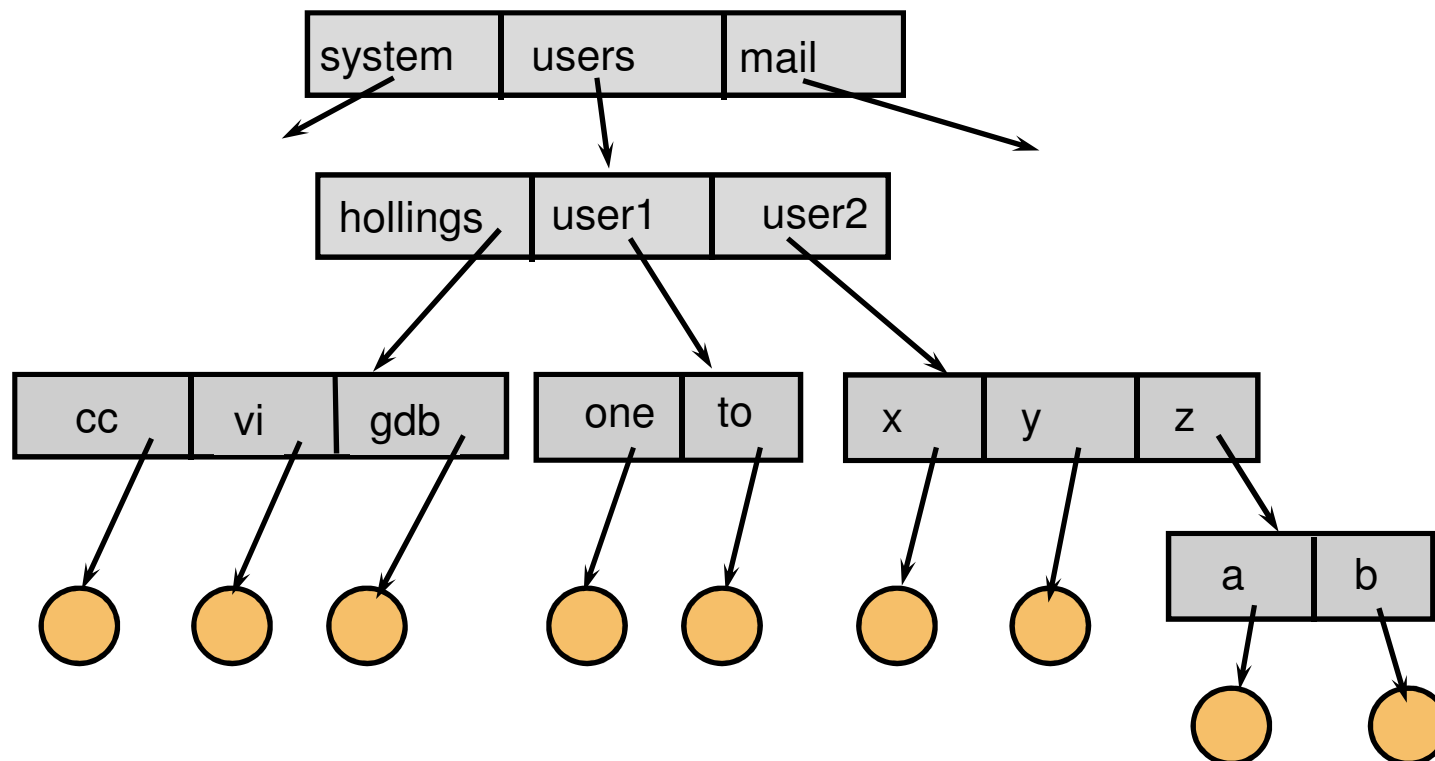 system users mail
hollings user1 user2
cc vi gdb one to x y z
a b